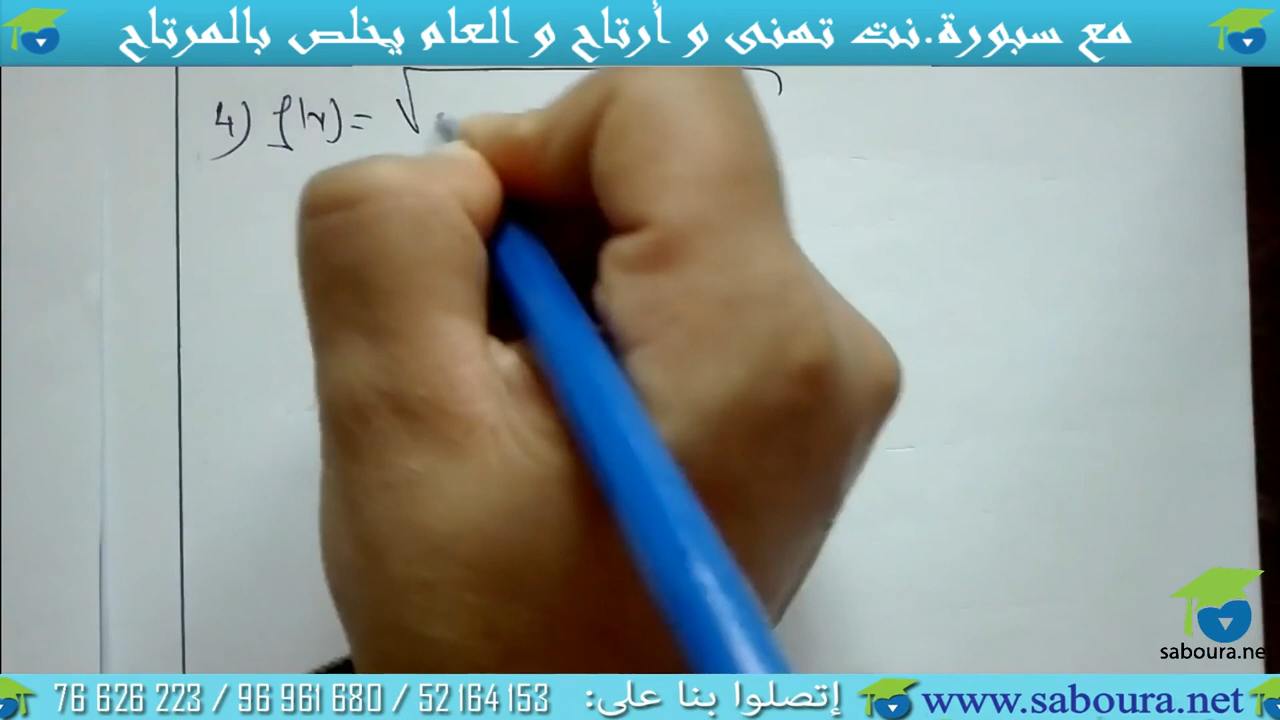 مع سبورة.نت تهنى و أرتاح و العام يخلص بالمرتاح
4) f(x) = √
saboura.ne
76 626 223 / 96 961 680 / 52 164 153 إتصلوا بنا على:
www.saboura.net